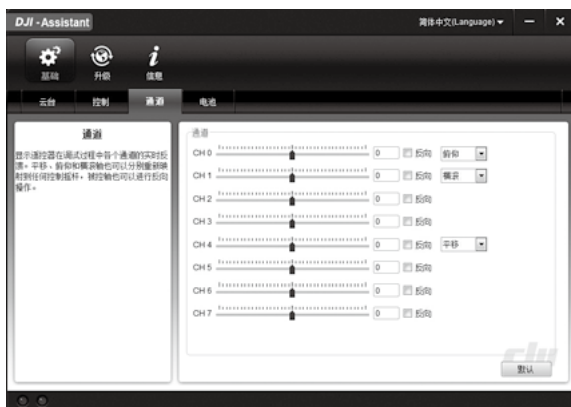 DJI - Assistant
简体中文(Language)
基础
升级
信息
云台
控制
通道
电池
通道
显示遥控器在调试过程中各个通道的实时反
馈。平移、俯仰和横滚轴也可以分别重新映
射到任何控制摇杆。被控轴也可以进行反向
操作。
通道
CH 0 0 反向 俯仰
CH 1 0 反向 横滚
CH 2 0 反向
CH 3 0 反向
CH 4 0 反向 平移
CH 5 0 反向
CH 6 0 反向
CH 7 0 反向
dji
默认